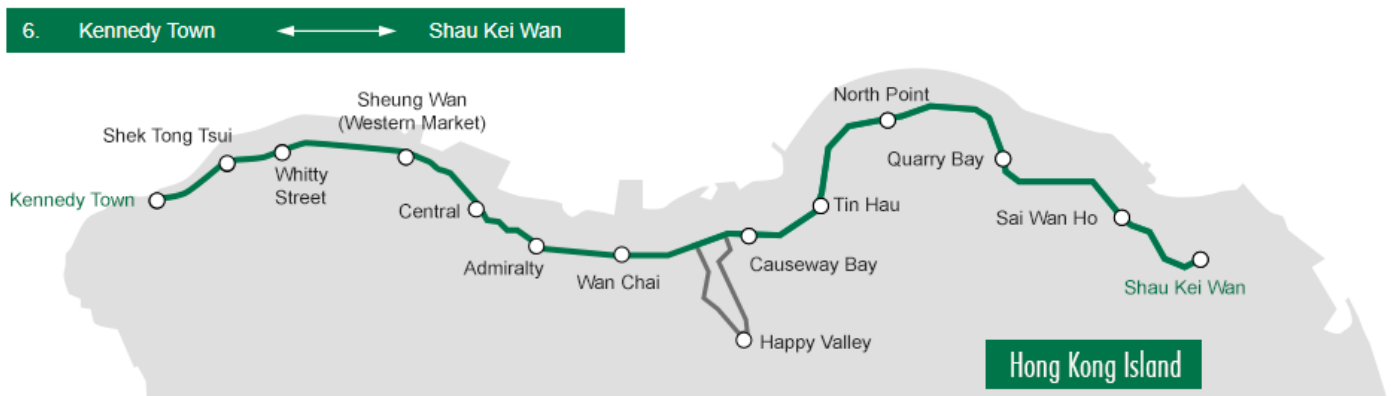 6. Kennedy Town Shau Kei Wan
Sheung Wan
(Western Market)
Shek Tong Tsui
Whitty
Street
Kennedy Town
Central
Admiralty
Wan Chai
Causeway Bay
Happy Valley
Tin Hau
North Point
Quarry Bay
Sai Wan Ho
Shau Kei Wan
Hong Kong Island